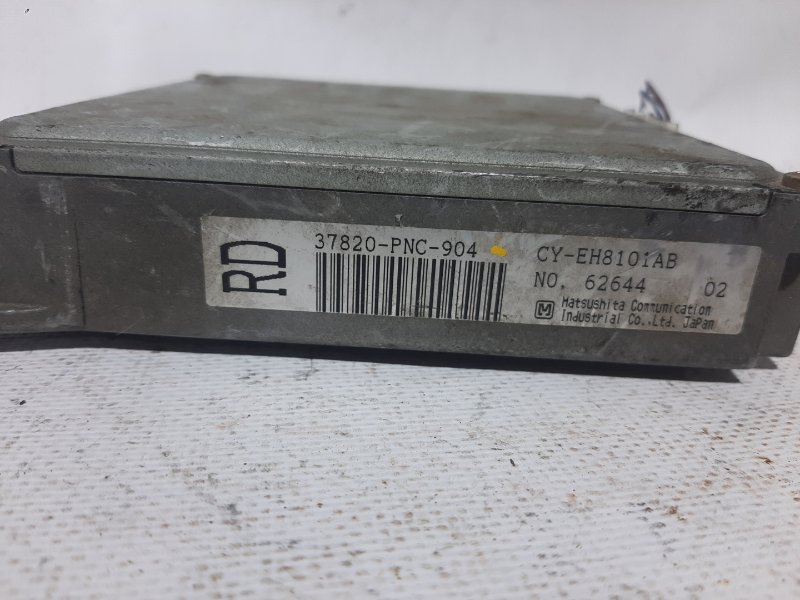 RD
37820-PNC-904
CY-EH8101AB
NO. 62644 02
M Matsushita Communication
Industrial Co.,Ltd. JaPan